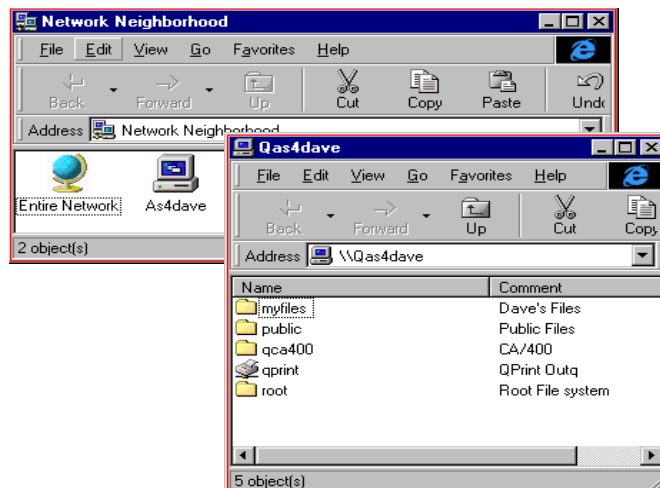 Network Neighborhood
File Edit View Go Favorites Help
Back Forward Up Cut Copy Paste
Address Network Neighborhood
Entire Network As4dave
2 object(s)
Qas4dave
File Edit View Go Favorites Help
Back Forward Up Cut Copy
Address \\Qas4dave
Name Comment
myfiles Dave's Files
public Public Files
qca400 CA/400
qprint QPrint Outq
root Root File system
5 object(s)